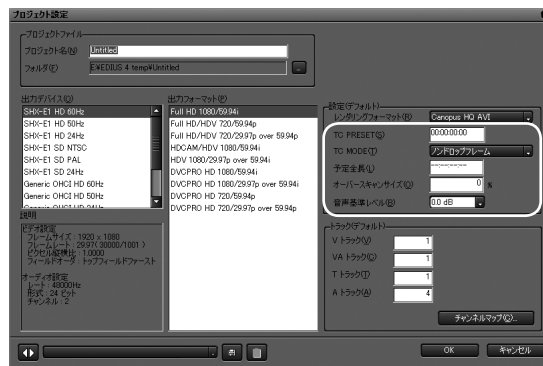 プロジェクト設定
プロジェクトファイル
プロジェクト名(N)
Untitled
フォルダ(F)
E:¥EDIUS 4 temp¥Untitled
...
出力デバイス(O)
SHX-E1 HD 60Hz
SHX-E1 HD 50Hz
SHX-E1 HD 24Hz
SHX-E1 SD NTSC
SHX-E1 SD PAL
SHX-E1 SD 24Hz
Generic OHCI HD 60Hz
Generic OHCI HD 50Hz
Generic OHCI HD 24Hz
出力フォーマット(P)
Full HD 1080/59.94i
Full HD/HDV 720/59.94p
Full HD/HDV 720/29.97p over 59.94p
HDCAM/HDV 1080/59.94i
HDV 1080/29.97p over 59.94i
DVCPRO HD 1080/59.94i
DVCPRO HD 1080/29.97p over 59.94i
DVCPRO HD 720/59.94p
DVCPRO HD 720/29.97p over 59.94p
説明
ビデオ設定
フレームサイズ : 1920 x 1080
フレームレート : 29.97( 30000/1001 )
ピクセル縦横比 : 1.0000
フィールドオーダ : トップフィールドファースト
オーディオ設定
レート : 48000Hz
形式 : 24 ビット
チャンネル : 2
設定(デフォルト)
レンダリングフォーマット(R)
Canopus HQ AVI
TC PRESET(S)
00:00:00:00
TC MODE(T)
ノンドロップフレーム
予定全長(L)
--:--:--:--
オーバースキャンサイズ(O)
0 %
音声基準レベル(B)
0.0 dB
トラック(デフォルト)
V トラック(V)
1
VA トラック(C)
1
T トラック(T)
1
A トラック(A)
4
チャンネルマップ(C)...
OK
キャンセル